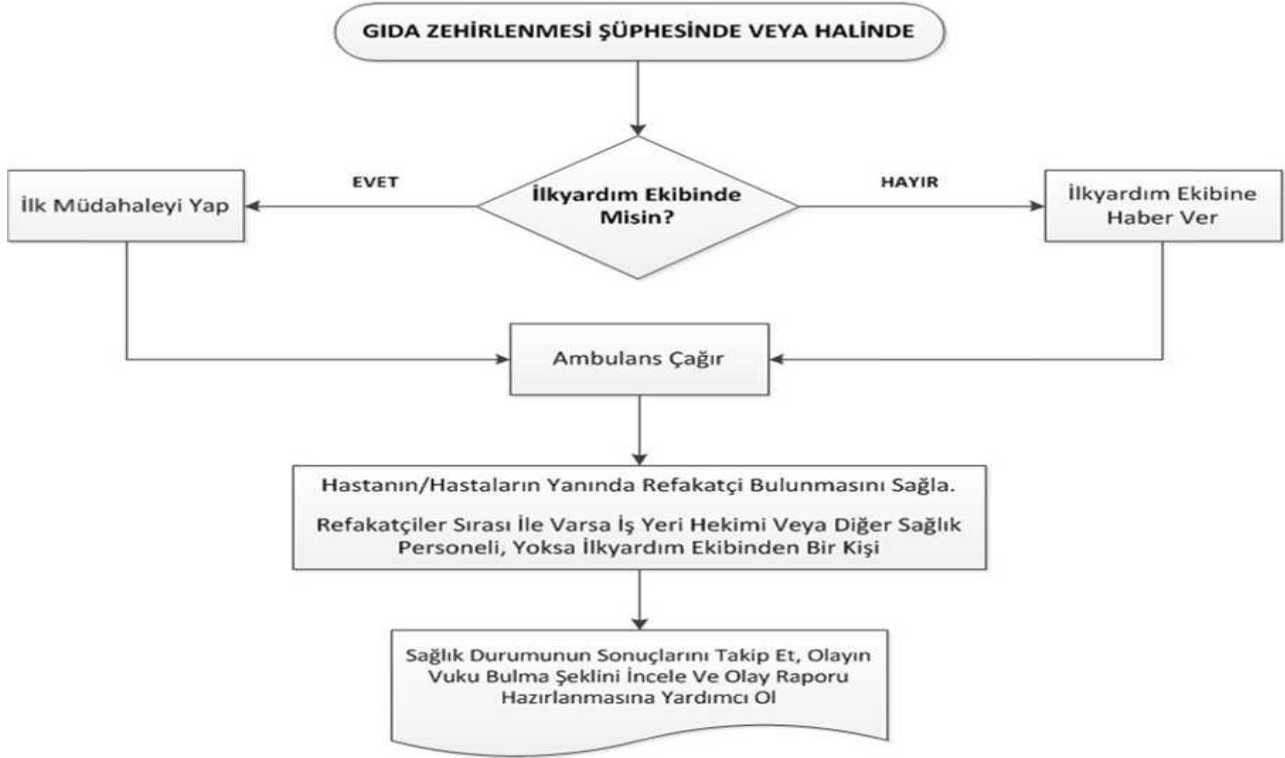 GIDA ZEHİRLENMESİ ŞÜPHESİNDE VEYA HALİNDE
EVET
HAYIR
İlk Müdahaleyi Yap
İlkyardım Ekibinde
Misin?
İlkyardım Ekibine
Haber Ver
Ambulans Çağır
Hastanın/Hastaların Yanında Refakatçi Bulunmasını Sağla.
Refakatçiler Sırası İle Varsa İş Yeri Hekimi Veya Diğer Sağlık
Personeli, Yoksa İlkyardım Ekibinden Bir Kişi
Sağlık Durumunun Sonuçlarını Takip Et, Olayın
Vuku Bulma Şeklini İncele Ve Olay Raporu
Hazırlanmasına Yardımcı Ol